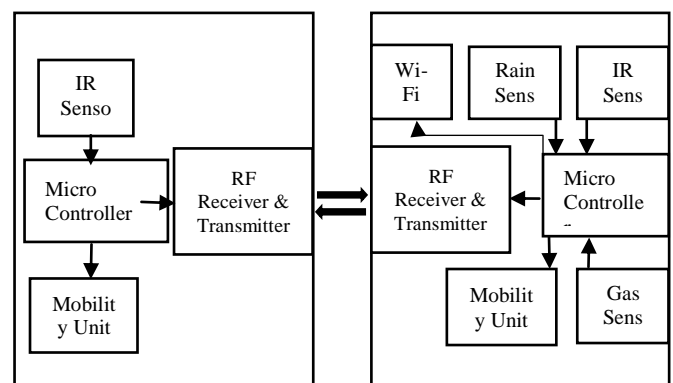 IR
Senso
Micro
Controller
RF
Receiver &
Transmitter
Mobilit
y Unit
Wi-
Fi
Rain
Sens
IR
Sens
RF
Receiver &
Transmitter
Micro
Controlle
Mobilit
y Unit
Gas
Sens